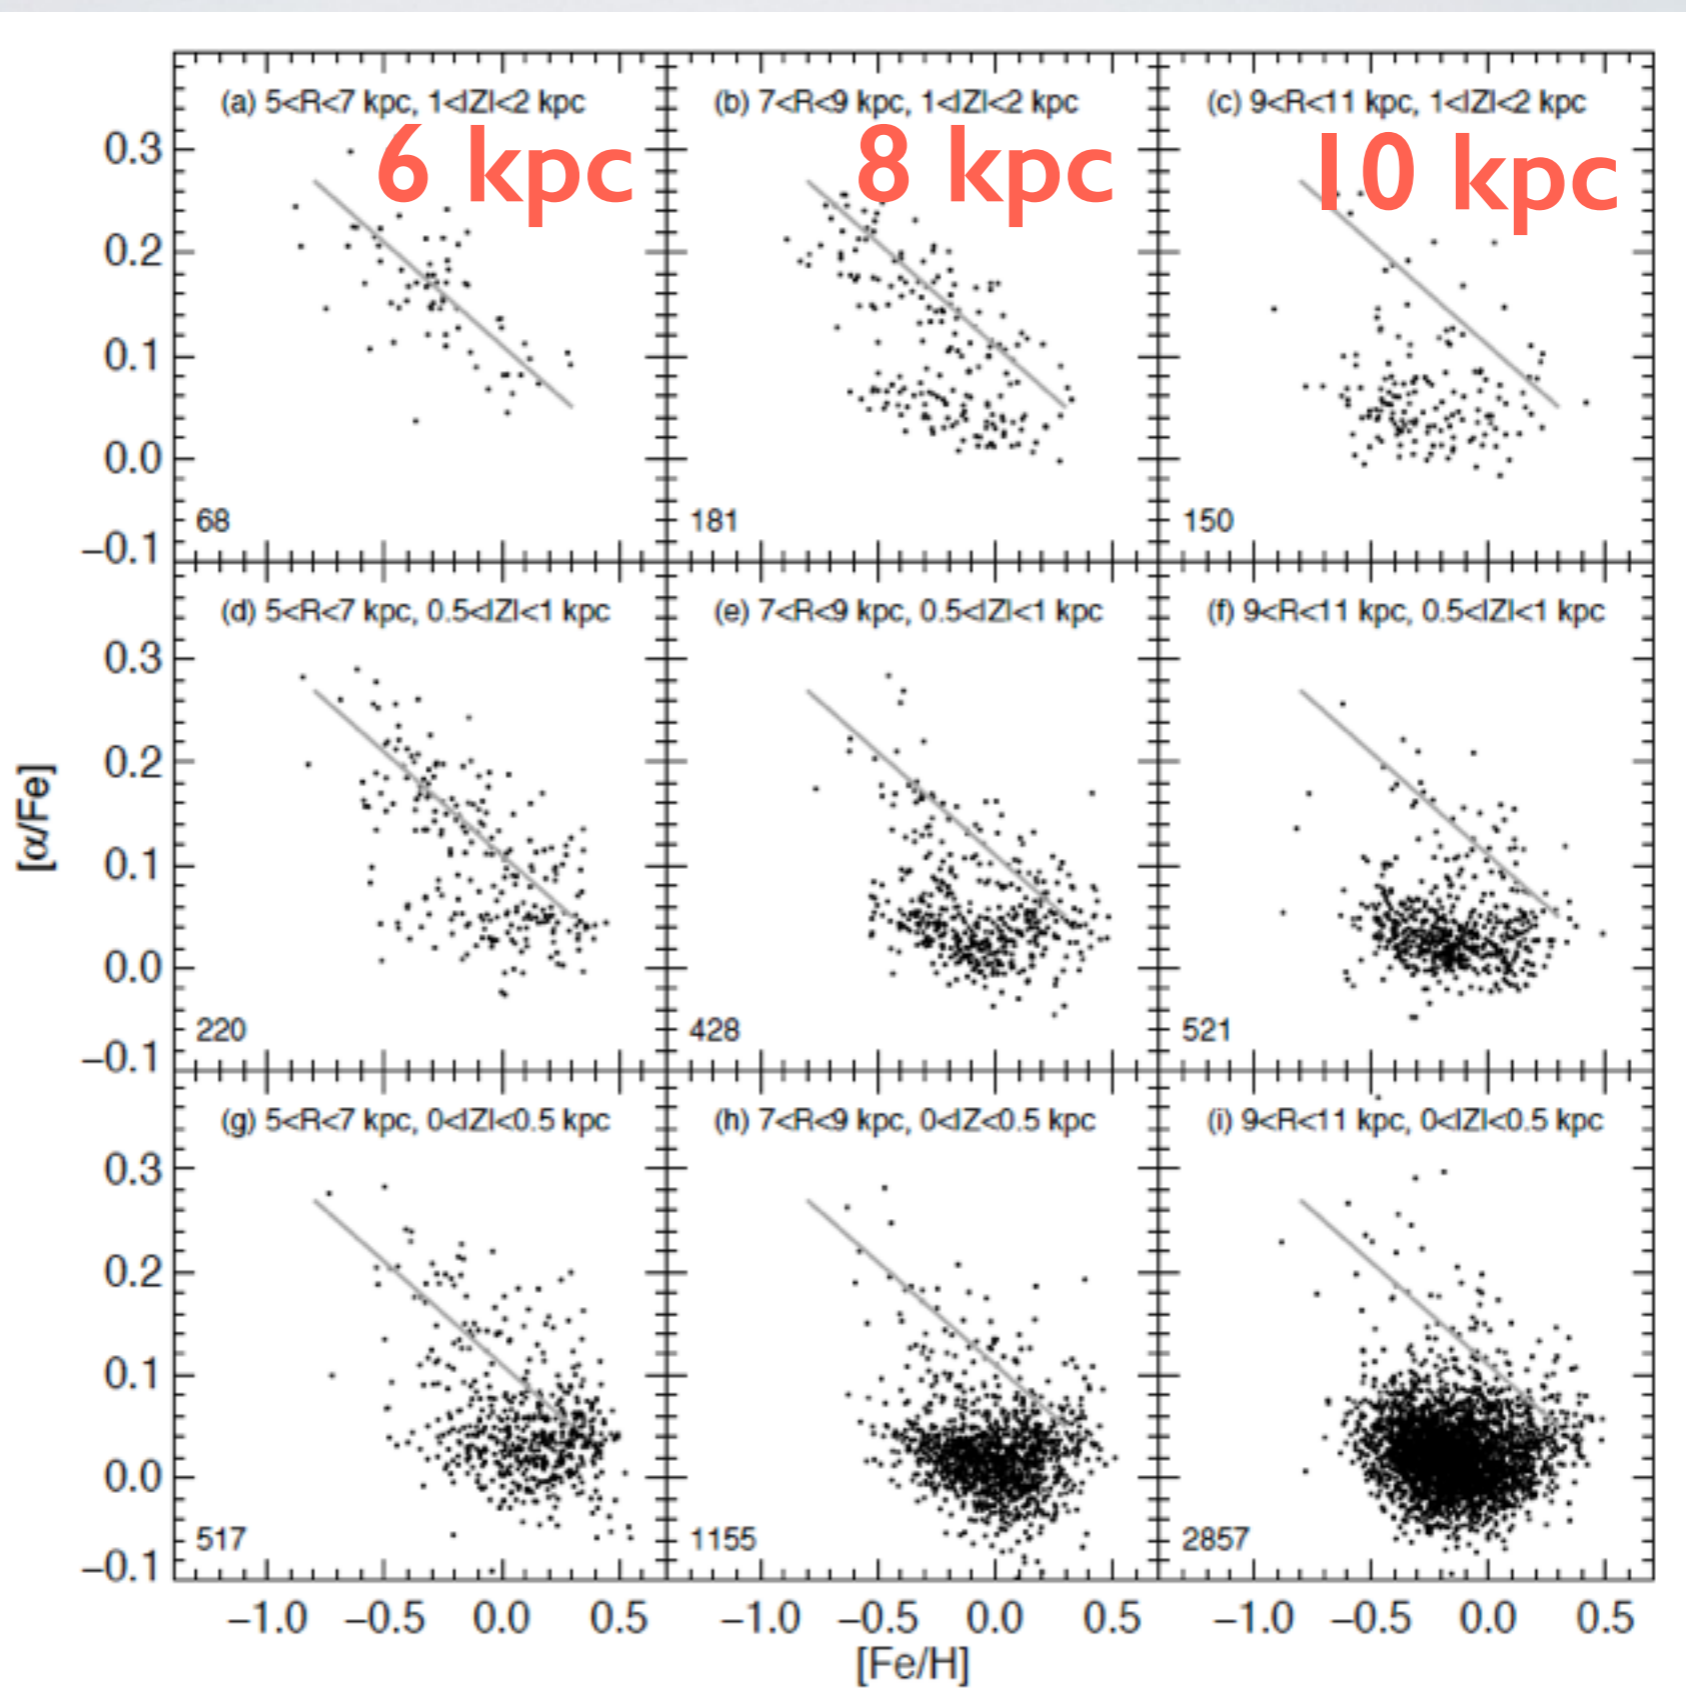 (a) 5<R<7 kpc, 1<|Z|<2 kpc
(b) 7<R<9 kpc, 1<|Z|<2 kpc
(c) 9<R<11 kpc, 1<|Z|<2 kpc
6 kpc
8 kpc
10 kpc
0.3
0.2
0.1
0.0
−0.1
68
181
150
(d) 5<R<7 kpc, 0.5<|Z|<1 kpc
(e) 7<R<9 kpc, 0.5<|Z|<1 kpc
(f) 9<R<11 kpc, 0.5<|Z|<1 kpc
0.3
0.2
0.1
0.0
−0.1
[α/Fe]
220
428
521
(g) 5<R<7 kpc, 0<|Z|<0.5 kpc
(h) 7<R<9 kpc, 0<|Z<0.5 kpc
(i) 9<R<11 kpc, 0<|Z|<0.5 kpc
0.3
0.2
0.1
0.0
−0.1
517
1155
2857
−1.0 −0.5 0.0 0.5
−1.0 −0.5 0.0 0.5
−1.0 −0.5 0.0 0.5
[Fe/H]